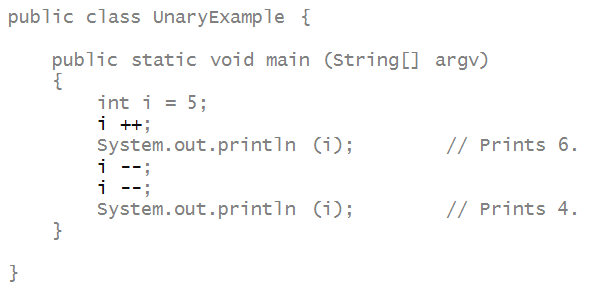 public class UnaryExample {
public static void main (String[] argv)
{
int i = 5;
i ++;
System.out.println (i); // Prints 6.
i --;
i --;
System.out.println (i); // Prints 4.
}
}